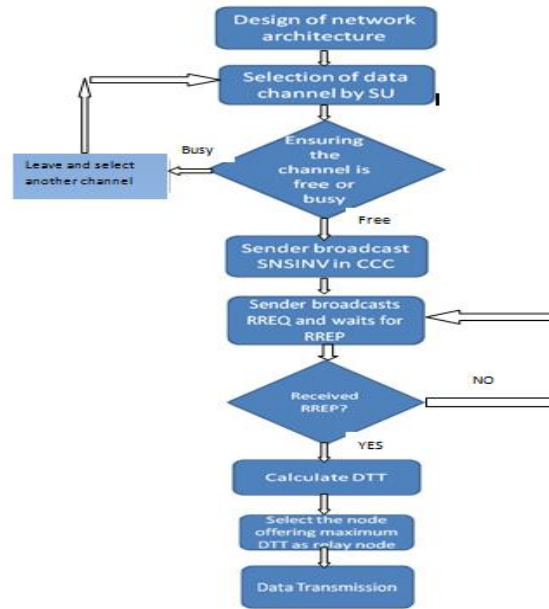 Design of network
architecture
Selection of data
channel by SU
Ensuring
the
channel is
free or
busy
Busy
Leave and select
another channel
Free
Sender broadcast
SNSINV in CCC
Sender broadcasts
RREQ and waits for
RREP
Received
RREP?
NO
YES
Calculate DTT
Select the node
offering maximum
DTT as relay node
Data Transmission